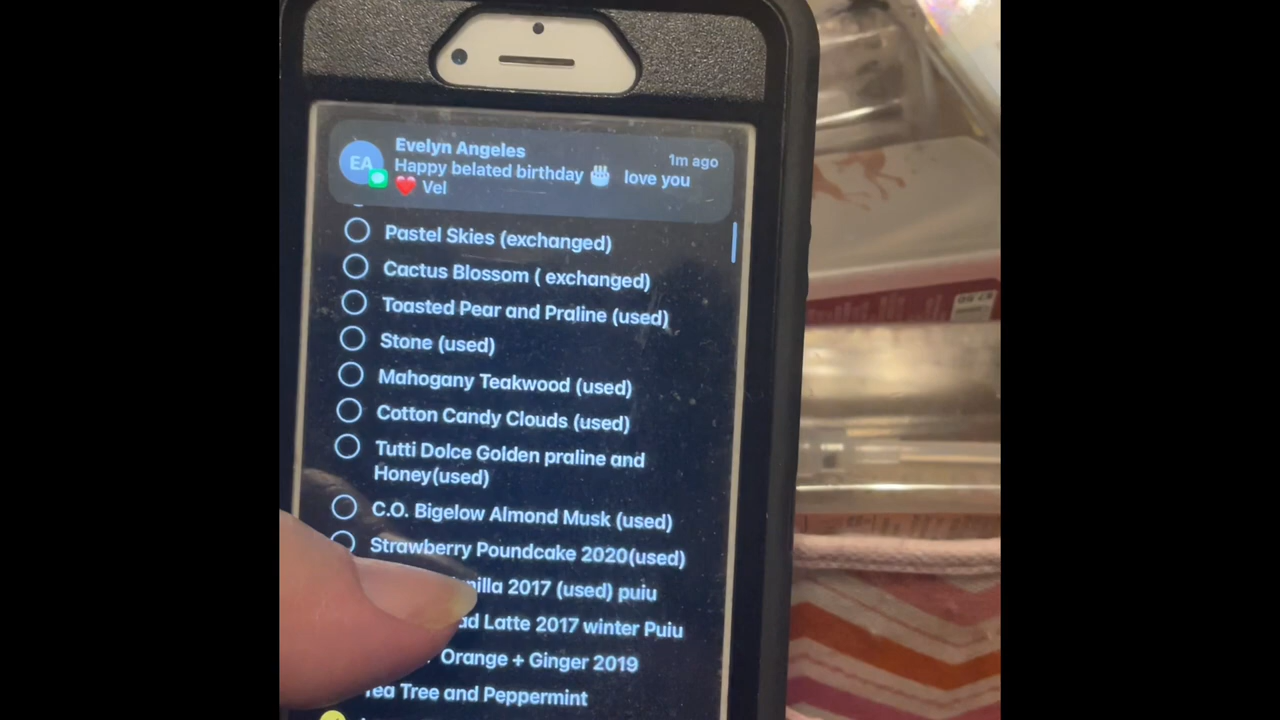 EA
Evelyn Angeles
1m ago
Happy belated birthday 🎂 love you
❤️ Vel
Pastel Skies (exchanged)
Cactus Blossom ( exchanged)
Toasted Pear and Praline (used)
Stone (used)
Mahogany Teakwood (used)
Cotton Candy Clouds (used)
Tutti Dolce Golden praline and
Honey(used)
C.O. Bigelow Almond Musk (used)
Strawberry Poundcake 2020(used)
2017 (used) puiu
Latte 2017 winter Puiu
Orange + Ginger 2019
Tea Tree and Peppermint